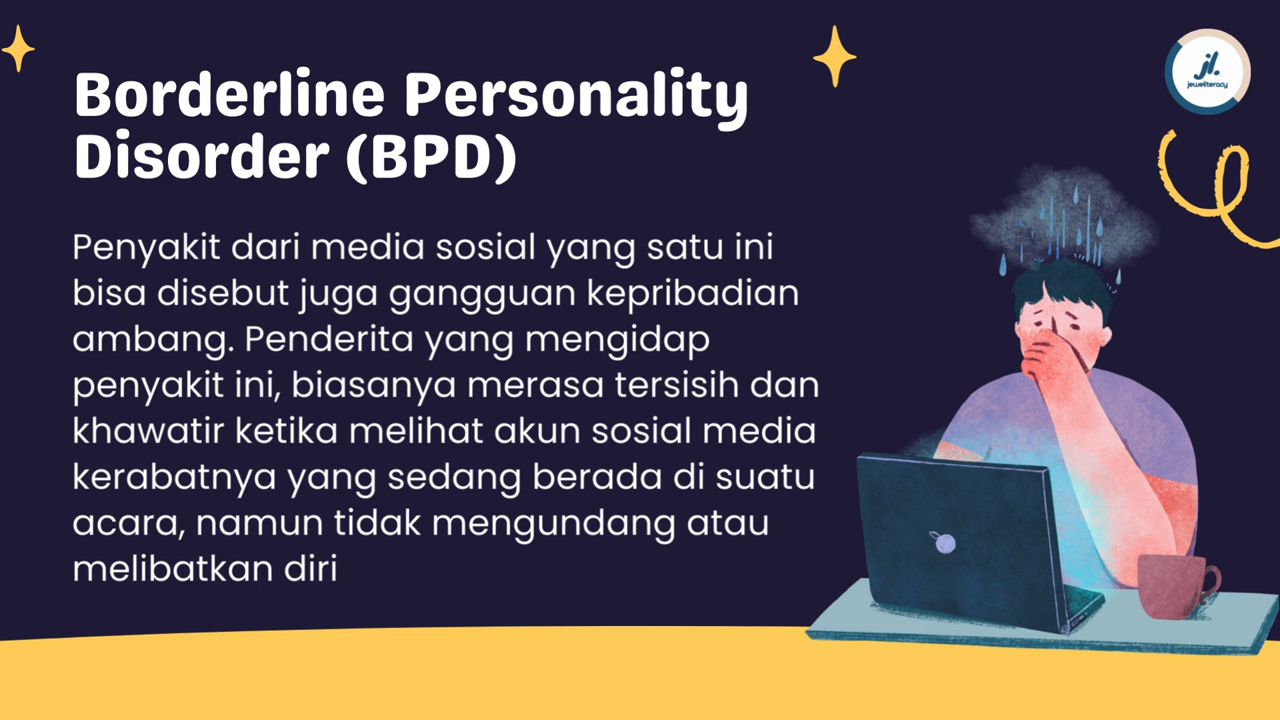 Borderline Personality
Disorder (BPD)
jl.
jeweliteracy
Penyakit dari media sosial yang satu ini
bisa disebut juga gangguan kepribadian
ambang. Penderita yang mengidap
penyakit ini, biasanya merasa tersisih dan
khawatir ketika melihat akun sosial media
kerabatnya yang sedang berada di suatu
acara, namun tidak mengundang atau
melibatkan diri